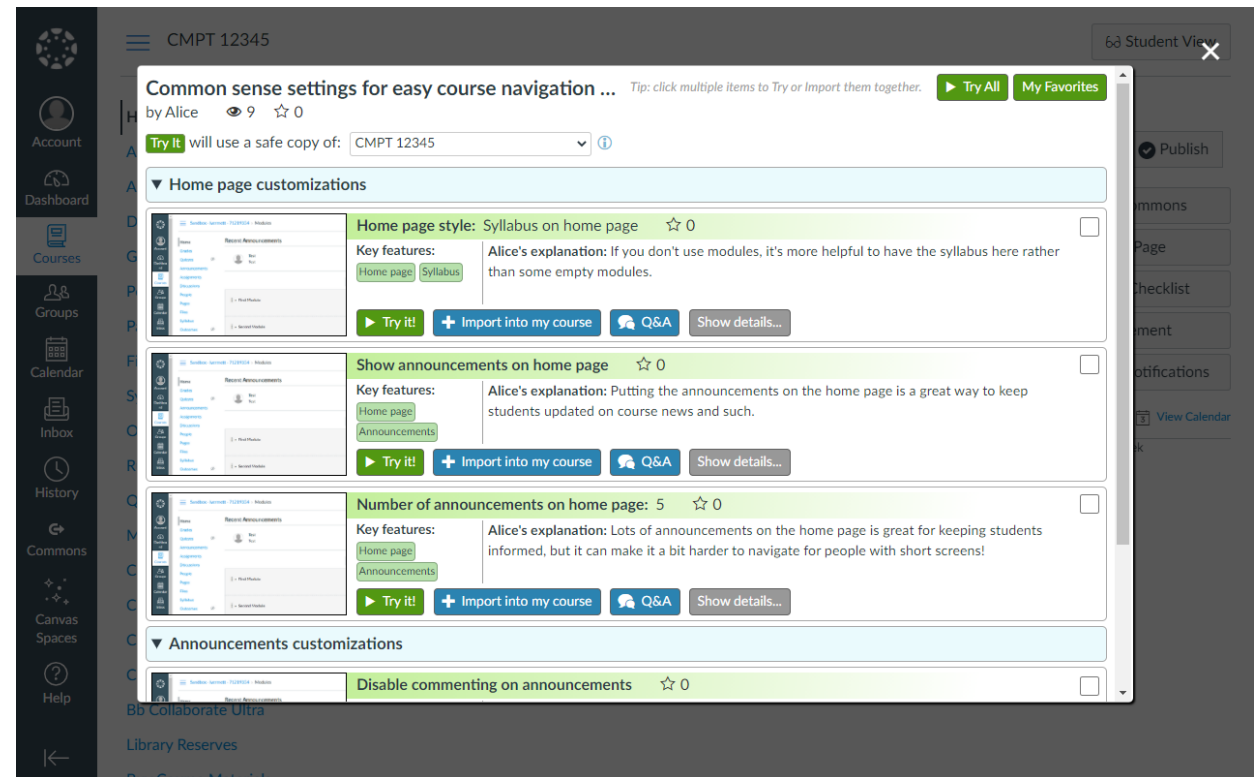 CMPT 12345
Student View
Common sense settings for easy course navigation ...
Tip: click multiple items to Try or Import them together.
Try All
My Favorites
by Alice 9 0
Try It will use a safe copy of: CMPT 12345
Publish
Account
Dashboard
Courses
Groups
Calendar
Inbox
History
Commons
Canvas
Spaces
Help
Home page customizations
Home page style: Syllabus on home page 0
Key features:
Home page Syllabus
Alice's explanation: If you don't use modules, it's more helpful to have the syllabus here rather
than some empty modules.
Try it! Import into my course Q&A Show details...
Show announcements on home page 0
Key features:
Home page
Announcements
Alice's explanation: Putting the announcements on the home page is a great way to keep
students updated on course news and such.
Try it! Import into my course Q&A Show details...
Number of announcements on home page: 5 0
Key features:
Home page
Announcements
Alice's explanation: Lots of announcements on the home page is great for keeping students
informed, but it can make it a bit harder to navigate for people with short screens!
Try it! Import into my course Q&A Show details...
Announcements customizations
Disable commenting on announcements 0
Page
View Calendar
Bb Collaborate Ultra
Library Reserves